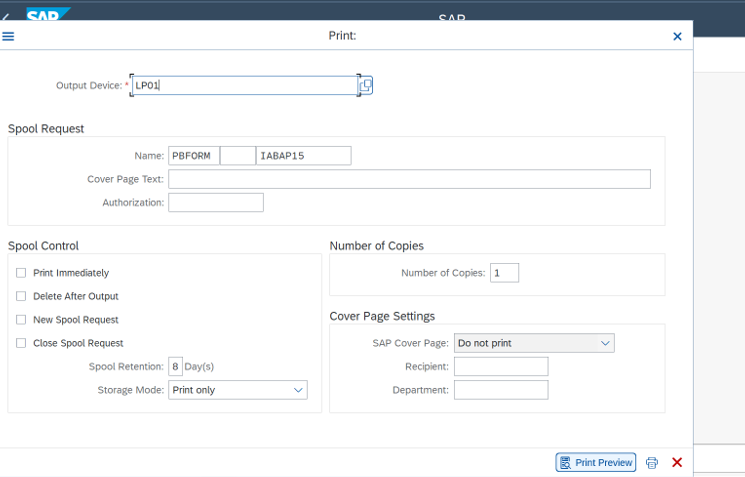 SAP
SAP
Print:
Output Device: * LP01
Spool Request
Name: PBFORM IABAP15
Cover Page Text:
Authorization:
Spool Control
Print Immediately
Delete After Output
New Spool Request
Close Spool Request
Spool Retention: 8 Day(s)
Storage Mode: Print only
Number of Copies
Number of Copies: 1
Cover Page Settings
SAP Cover Page: Do not print
Recipient:
Department:
Print Preview